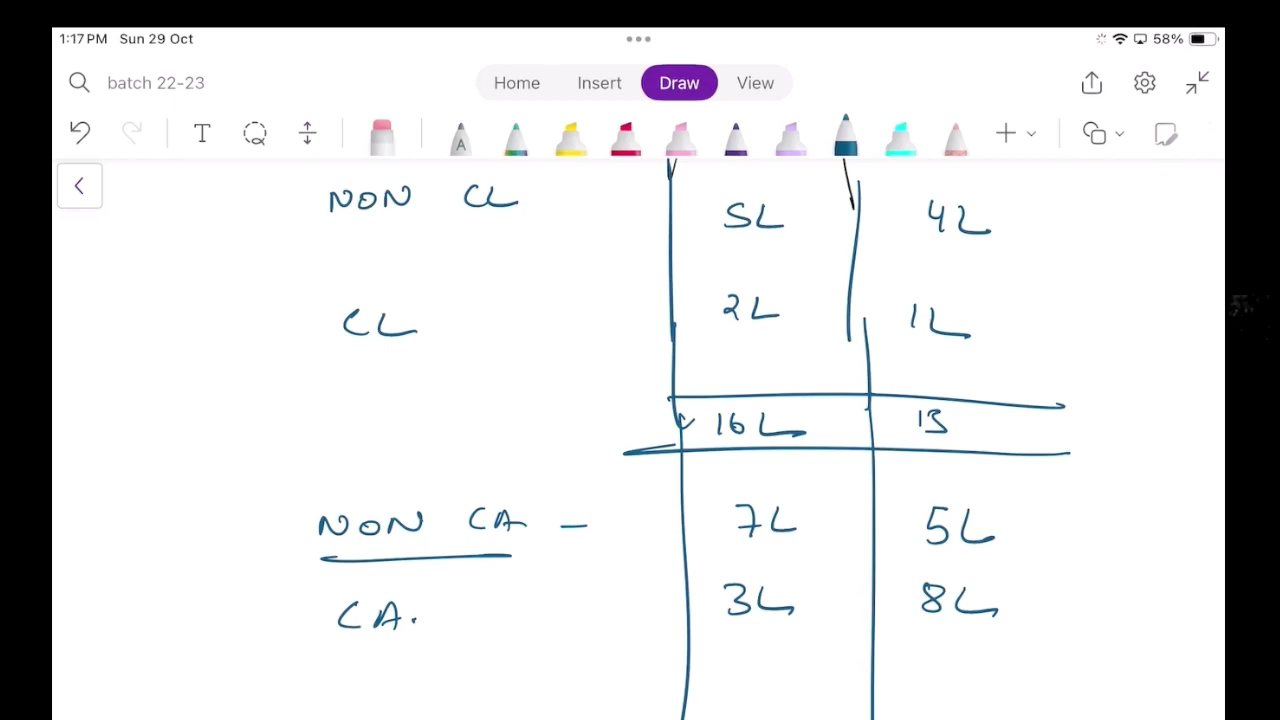 1:17 PM Sun 29 Oct 58%
batch 22-23 Home Insert Draw View
T A
NON CL 5L 4L
CL 2L 1L
16L 13
NON CA - 7L 5L
CA. 3L 8L